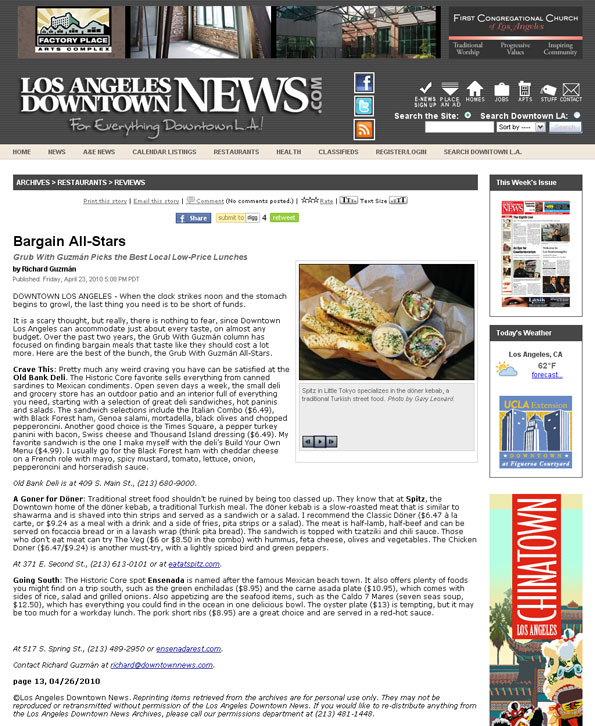 FACTORY PLACE
ARTS COMPLEX
FIRST CONGREGATIONAL CHURCH
of Los Angeles
Traditional Worship
Progressive Values
Inspiring Community
LOS ANGELES
DOWNTOWN NEWS.COM
For Everything Downtown L.A.!
E-NEWS SIGN UP
PLACE AN AD
HOMES
JOBS
APTS
STUFF
CONTACT
Search the Site:
Search Downtown LA:
Sort by ----
HOME
NEWS
A&E NEWS
CALENDAR LISTINGS
RESTAURANTS
HEALTH
CLASSIFIEDS
REGISTER/LOGIN
SEARCH DOWNTOWN L.A.
ARCHIVES > RESTAURANTS > REVIEWS
Print this story | Email this story | Comment (No comments posted.) | Rate | Text Size
Share
submit to digg 4
retweet
Bargain All-Stars
Grub With Guzmán Picks the Best Local Low-Price Lunches
by Richard Guzmán
Published: Friday, April 23, 2010 5:08 PM PDT
DOWNTOWN LOS ANGELES - When the clock strikes noon and the stomach
begins to growl, the last thing you need is to be short of funds.
It is a scary thought, but really, there is nothing to fear, since Downtown
Los Angeles can accommodate just about every taste, on almost any
budget. Over the past two years, the Grub With Guzmán column has
focused on finding bargain meals that taste like they should cost a lot
more. Here are the best of the bunch, the Grub With Guzmán All-Stars.
Crave This: Pretty much any weird craving you have can be satisfied at the
Old Bank Deli. The Historic Core favorite sells everything from canned
sardines to Mexican condiments. Open seven days a week, the small deli
and grocery store has an outdoor patio and an interior full of everything
you need, starting with a selection of great deli sandwiches, hot paninis
and salads. The sandwich selections include the Italian Combo ($6.49),
with Black Forest ham, Genoa salami, mortadella, black olives and chopped
pepperoncini. Another good choice is the Times Square, a pepper turkey
panini with bacon, Swiss cheese and Thousand Island dressing ($6.49). My
favorite sandwich is the one I make myself with the deli's Build Your Own
Menu ($4.99). I usually go for the Black Forest ham with cheddar cheese
on a French role with mayo, spicy mustard, tomato, lettuce, onion,
pepperoncini and horseradish sauce.
Old Bank Deli is at 409 S. Main St., (213) 680-9000.
Spitz in Little Tokyo specializes in the döner kebab, a
traditional Turkish street food. Photo by Gary Leonard.
A Goner for Döner: Traditional street food shouldn't be ruined by being too classed up. They know that at Spitz, the
Downtown home of the döner kebab, a traditional Turkish meal. The döner kebab is a slow-roasted meat that is similar to
shawarma and is shaved into thin strips and served as a sandwich or a salad. I recommend the Classic Döner ($6.47 à la
carte, or $9.24 as a meal with a drink and a side of fries, pita strips or a salad). The meat is half-lamb, half-beef and can be
served on focaccia bread or in a lavash wrap (think pita bread). The sandwich is topped with tzatziki and chili sauce. Those
who don't eat meat can try The Veg ($6 or $8.50 in the combo) with hummus, feta cheese, olives and vegetables. The Chicken
Doner ($6.47/$9.24) is another must-try, with a lightly spiced bird and green peppers.
At 371 E. Second St., (213) 613-0101 or at eatatspitz.com.
Going South: The Historic Core spot Ensenada is named after the famous Mexican beach town. It also offers plenty of foods
you might find on a trip south, such as the green enchiladas ($8.95) and the carne asada plate ($10.95), which comes with
sides of rice, salad and grilled onions. Also appetizing are the seafood items, such as the Caldo 7 Mares (seven seas soup,
$12.50), which has everything you could find in the ocean in one delicious bowl. The oyster plate ($13) is tempting, but it may
be too much for a workday lunch. The pork short ribs ($8.95) are a great choice and are served in a red-hot sauce.
At 517 S. Spring St., (213) 489-2950 or ensenadarest.com.
Contact Richard Guzmán at richard@downtownnews.com.
page 13, 04/26/2010
©Los Angeles Downtown News. Reprinting items retrieved from the archives are for personal use only. They may not be
reproduced or retransmitted without permission of the Los Angeles Downtown News. If you would like to re-distribute anything from
the Los Angeles Downtown News Archives, please call our permissions department at (213) 481-1448.
This Week's Issue
Today's Weather
Los Angeles, CA
62°F
forecast...
UCLA Extension
DOWNTOWN
at Figueroa Courtyard
CHINATOWN
LOS ANGELES